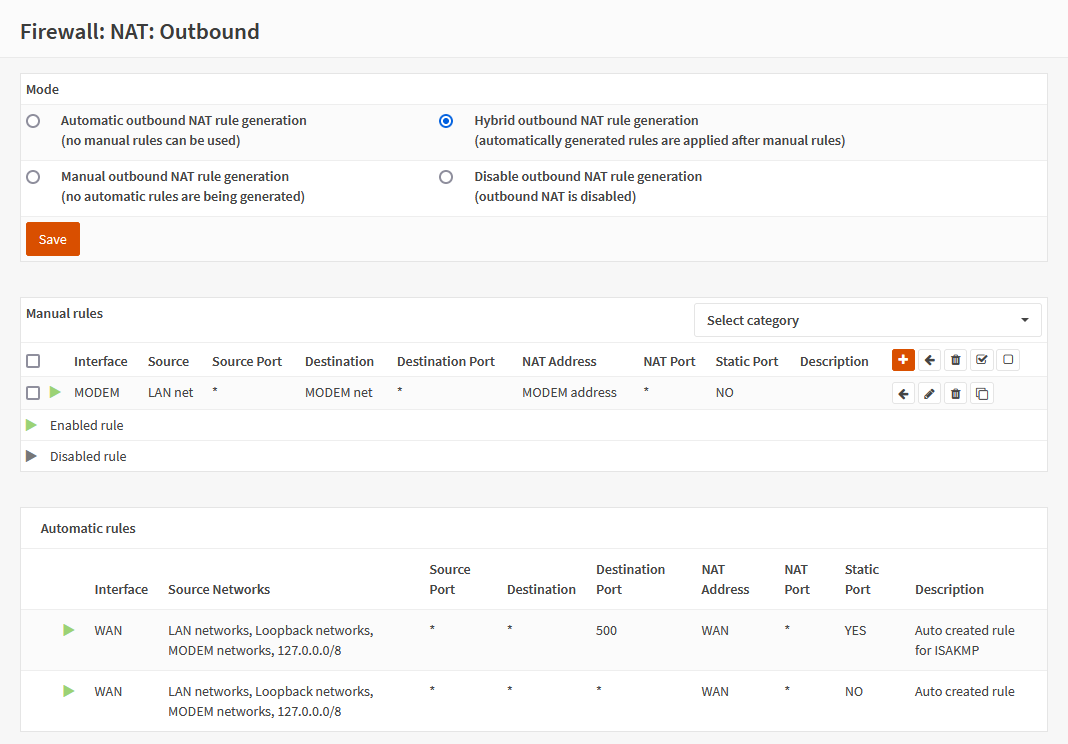 Firewall: NAT: Outbound
Mode
Automatic outbound NAT rule generation
(no manual rules can be used)
Hybrid outbound NAT rule generation
(automatically generated rules are applied after manual rules)
Manual outbound NAT rule generation
(no automatic rules are being generated)
Disable outbound NAT rule generation
(outbound NAT is disabled)
Save
Manual rules
Select category
Interface Source Source Port Destination Destination Port NAT Address NAT Port Static Port Description
MODEM LAN net * MODEM net * MODEM address * NO
Enabled rule
Disabled rule
Automatic rules
Interface Source Networks Source Port Destination Destination Port NAT Address NAT Port Static Port Description
WAN LAN networks, Loopback networks, * * 500 WAN * YES Auto created rule
MODEM networks, 127.0.0.0/8 for ISAKMP
WAN LAN networks, Loopback networks, * * * WAN * NO Auto created rule
MODEM networks, 127.0.0.0/8